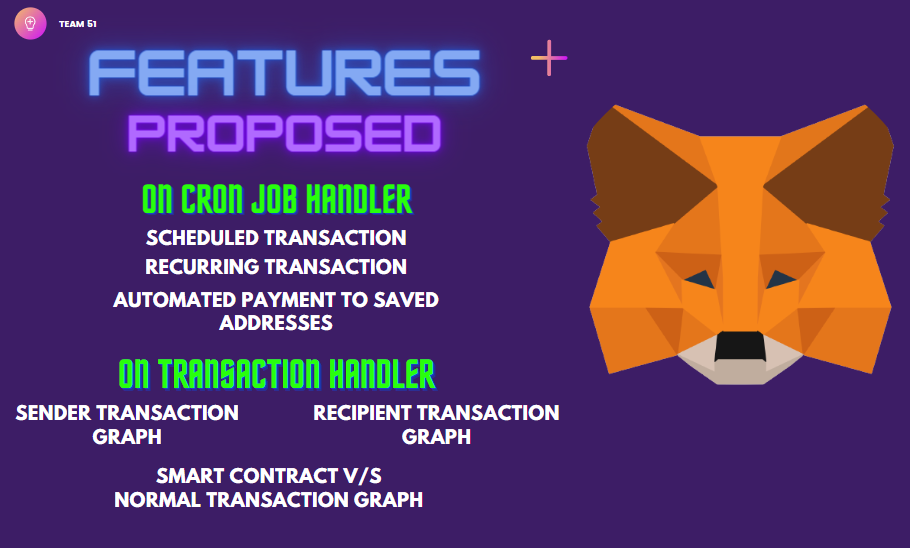 TEAM 51
FEATURES
PROPOSED
ON CRON JOB HANDLER
SCHEDULED TRANSACTION
RECURRING TRANSACTION
AUTOMATED PAYMENT TO SAVED
ADDRESSES
ON TRANSACTION HANDLER
SENDER TRANSACTION
GRAPH
RECIPIENT TRANSACTION
GRAPH
SMART CONTRACT V/S
NORMAL TRANSACTION GRAPH